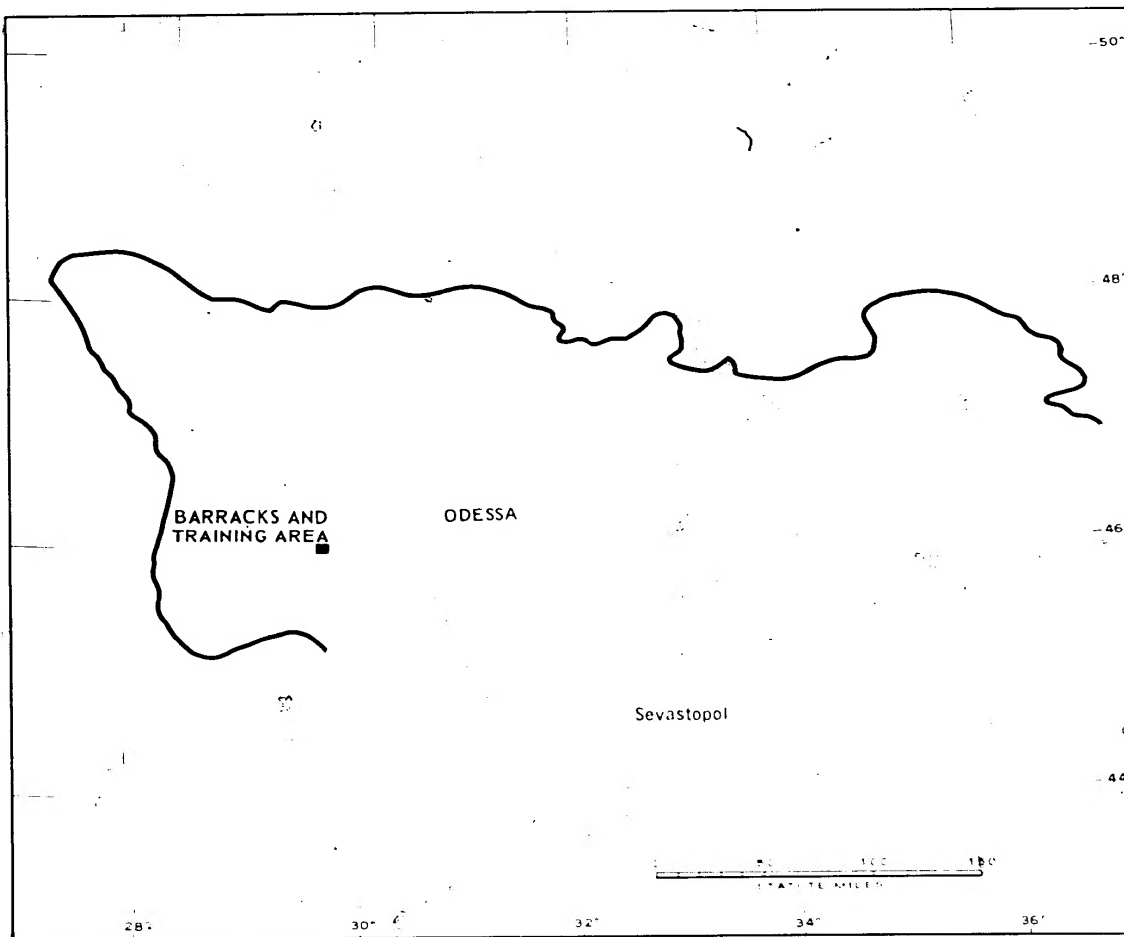 50°
48°
BARRACKS AND
TRAINING AREA
ODESSA
46
Sevastopol
44
50 100 150
STATUTE MILES
28° 30° 32° 34° 36°